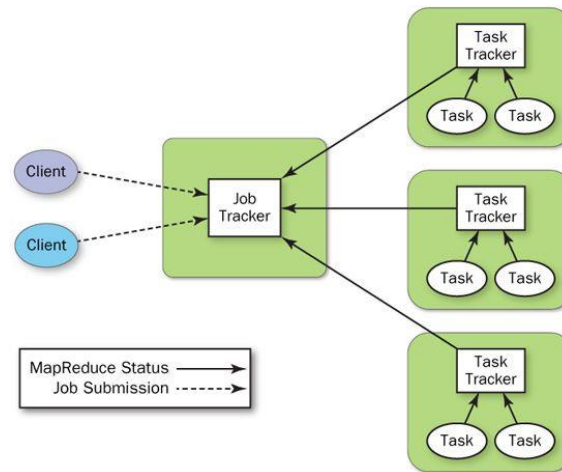 Task
Tracker
Task
Task
Client
Client
Job
Tracker
Task
Tracker
Task
Task
Task
Tracker
Task
Task
MapReduce Status
Job Submission